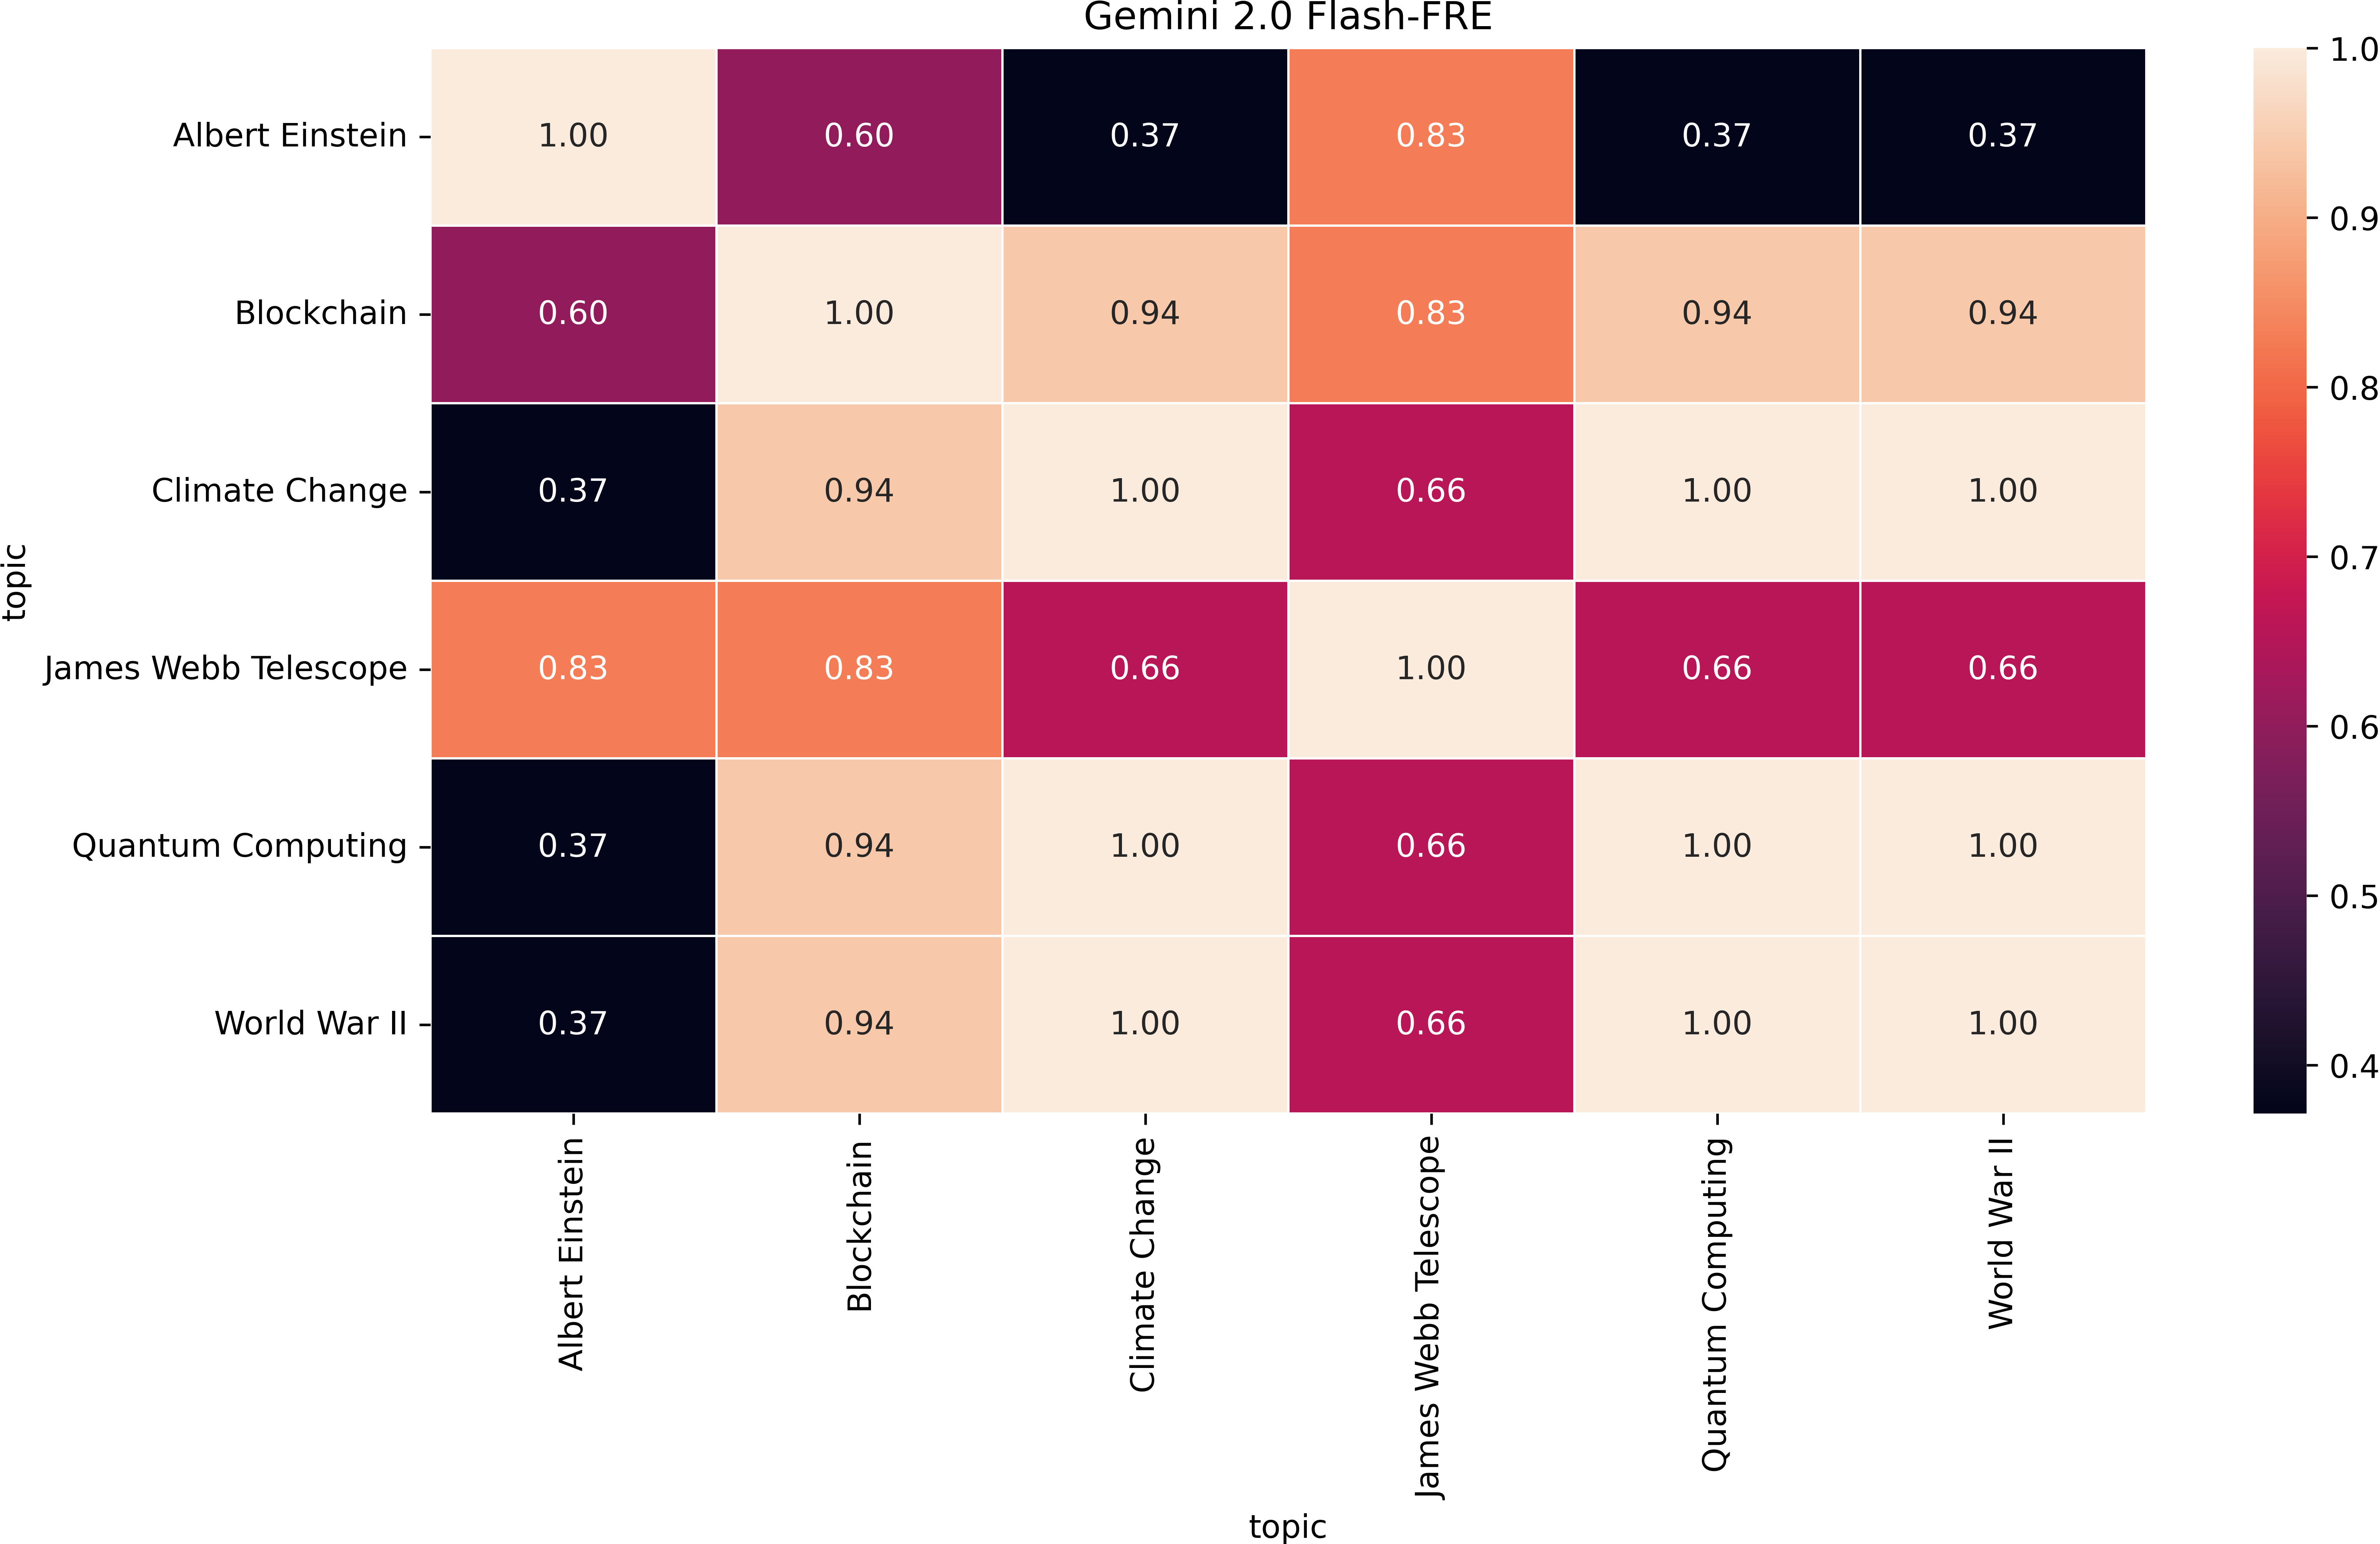 Gemini 2.0 Flash-FRE
Albert Einstein 1.00 0.60 0.37 0.83 0.37 0.37
Blockchain 0.60 1.00 0.94 0.83 0.94 0.94
Climate Change 0.37 0.94 1.00 0.66 1.00 1.00
James Webb Telescope 0.83 0.83 0.66 1.00 0.66 0.66
Quantum Computing 0.37 0.94 1.00 0.66 1.00 1.00
World War II 0.37 0.94 1.00 0.66 1.00 1.00
topic
Albert Einstein
Blockchain
Climate Change
James Webb Telescope
Quantum Computing
World War II
topic
1.0
0.9
0.8
0.7
0.6
0.5
0.4